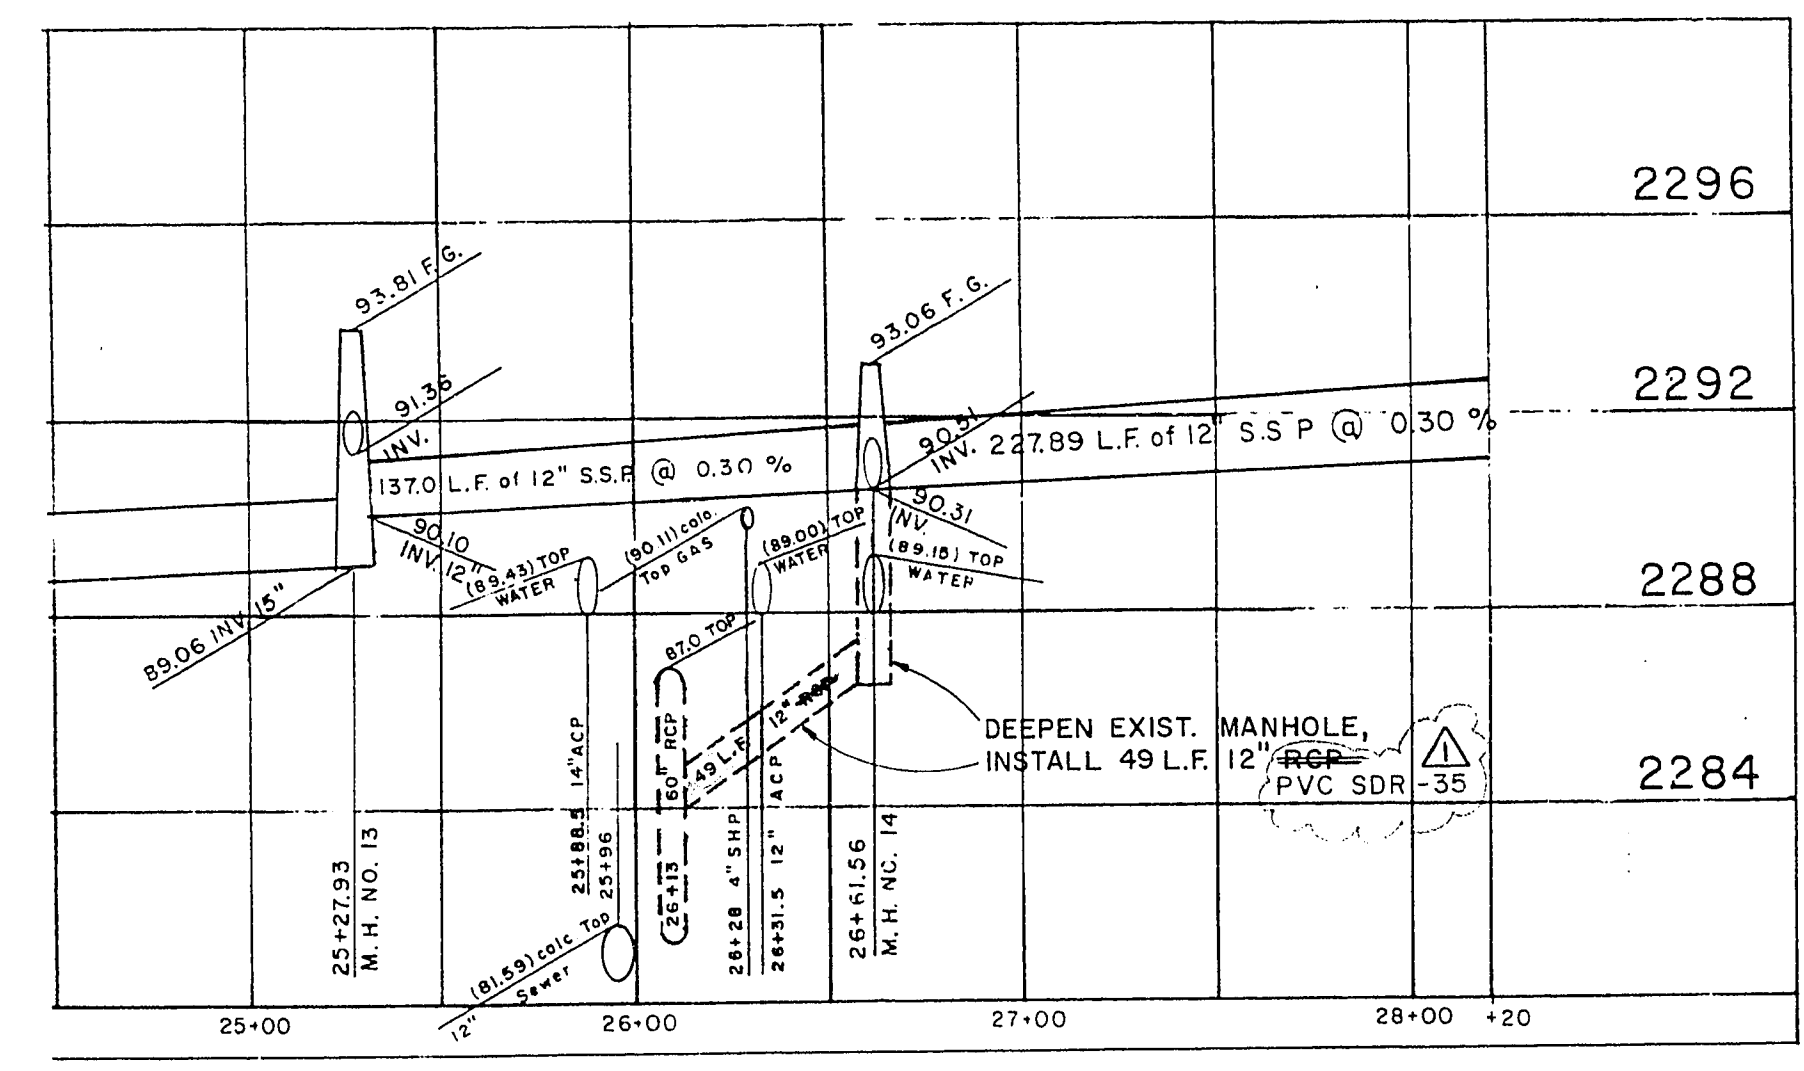 2296
93.81 F.G.
93.06 F. G.
2292
91.36
INV.
90.31
INV.
227.89 L.F. of 12" S.S P @ 0.30 %
137.0 L.F. of 12" S.S.P. @ 0.30 %
90.10
INV. 12"
(89.43) TOP
WATER
(90.11) calc.
Top GAS
(89.00) TOP
WATER
90.31
INV.
(89.15) TOP
WATER
2288
89.06 INV. 15"
87.0 TOP
49 L.F. 12" RCP
DEEPEN EXIST. MANHOLE,
INSTALL 49 L.F. 12" RCP
PVC SDR-35
1
2284
25+27.93
M. H. NO. 13
25+88.5 14" ACP
25+96
26+13 60" RCP
26+28 4" SHP
26+31.5 12" ACP
26+61.56
M. H. NO. 14
(81.59) calc Top
12" Sewer
25+00
26+00
27+00
28+00
+20